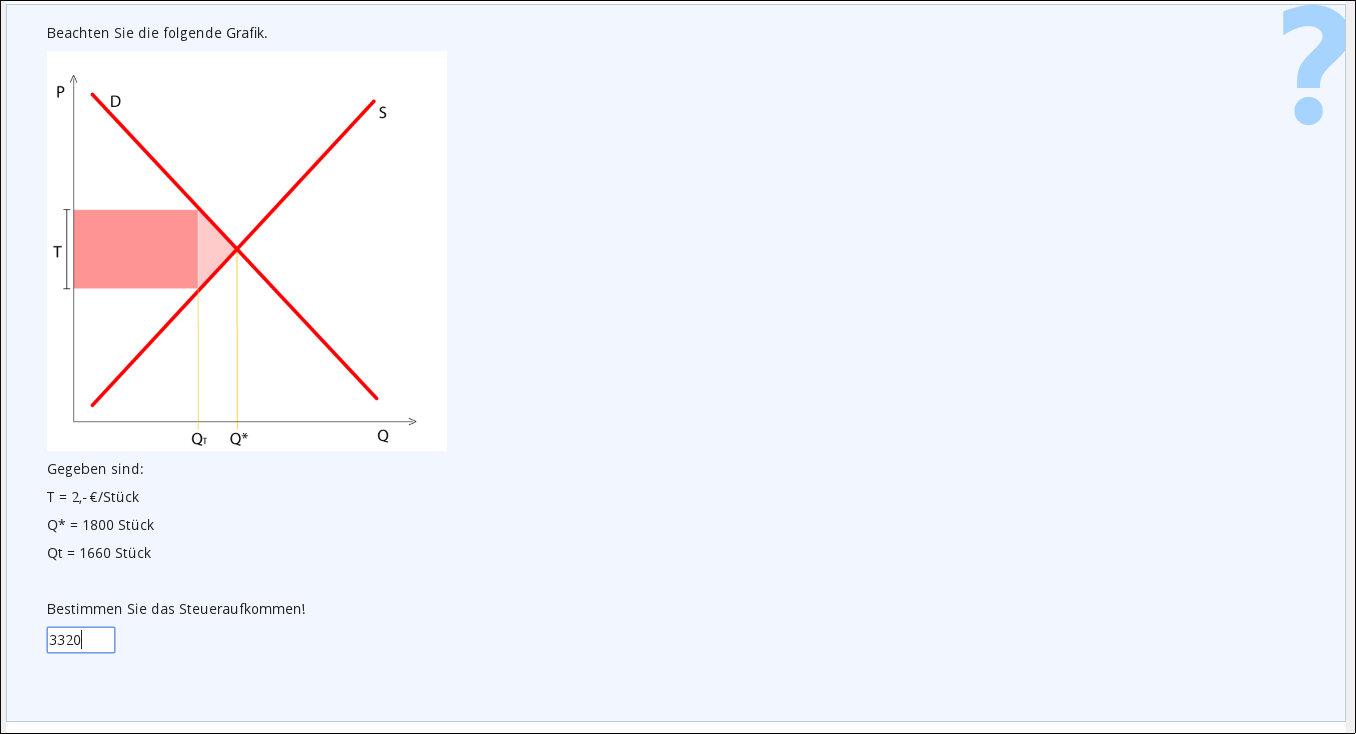 Beachten Sie die folgende Grafik.
?
P
D
S
T
QT
Q*
Q
Gegeben sind:
T = 2,- €/Stück
Q* = 1800 Stück
Qt = 1660 Stück
Bestimmen Sie das Steueraufkommen!
3320